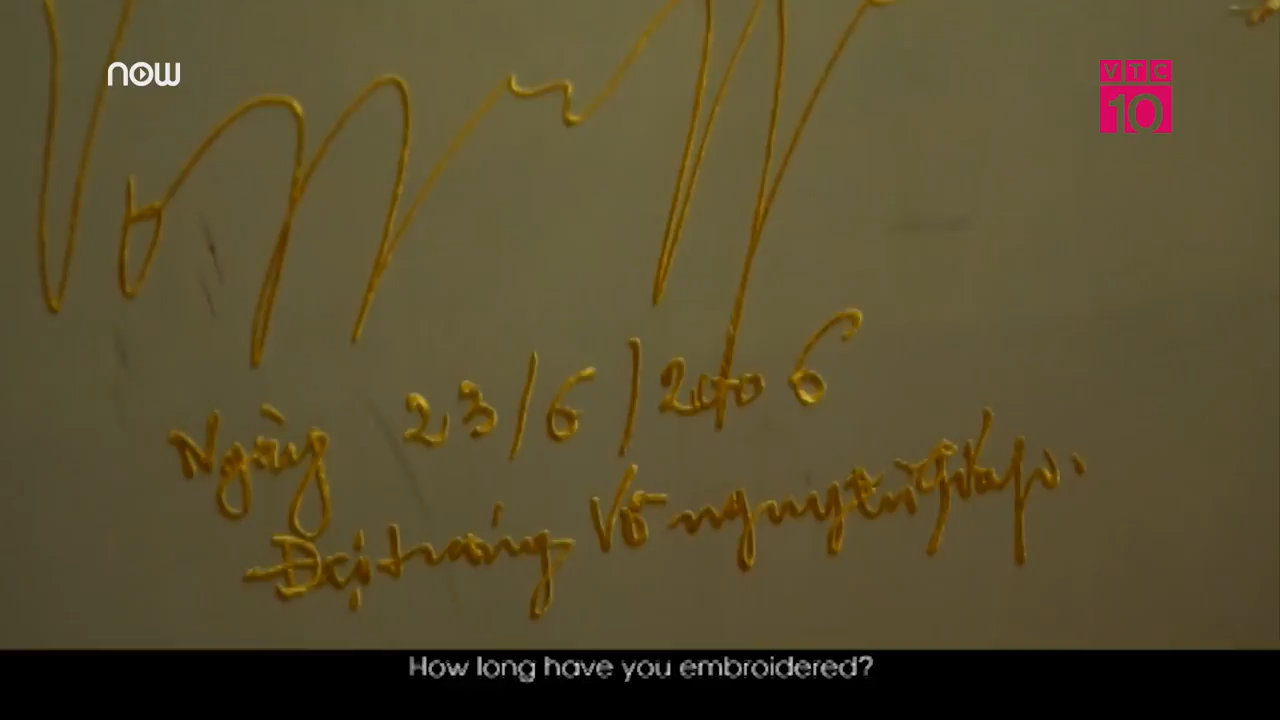 now
VTC
10
Ngày 23/6/2006
Đại tướng Võ nguyên Giáp.
How long have you embroidered?